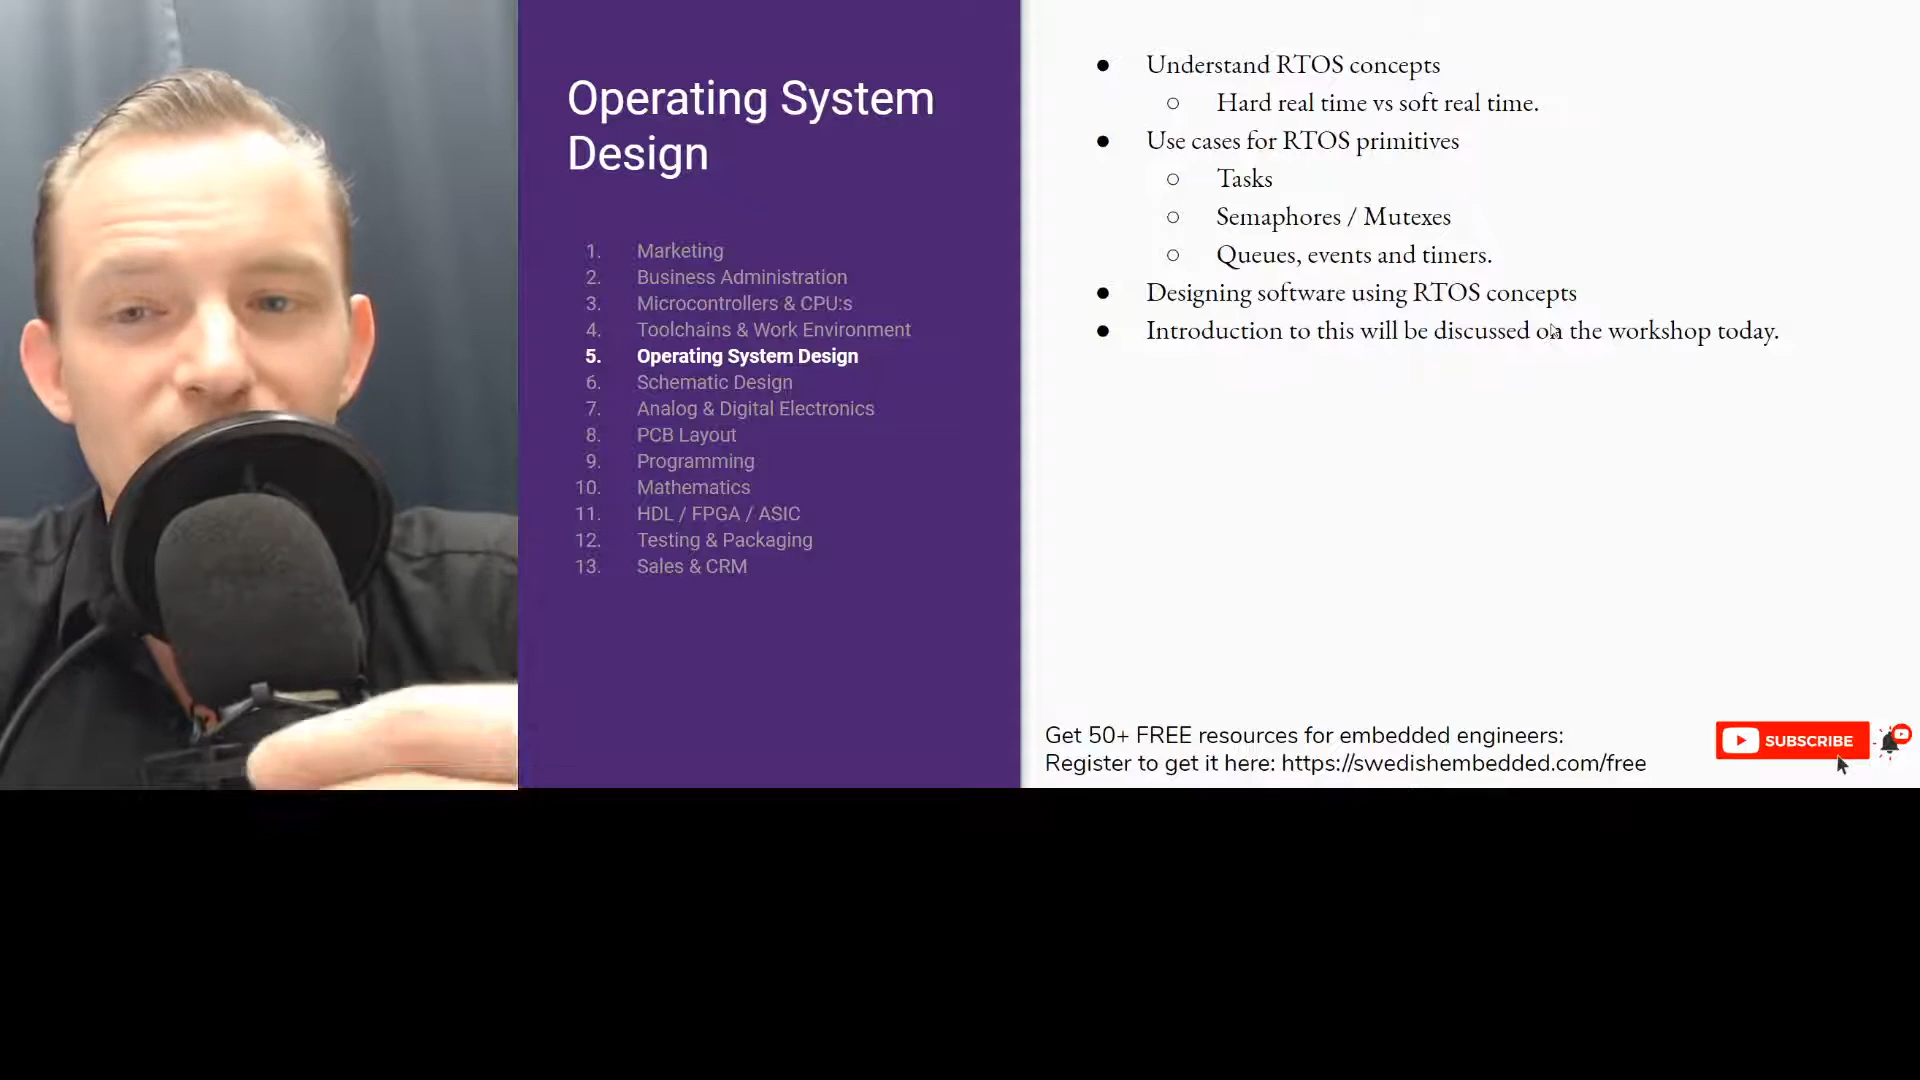 Operating System
Design
1. Marketing
2. Business Administration
3. Microcontrollers & CPU:s
4. Toolchains & Work Environment
5. Operating System Design
6. Schematic Design
7. Analog & Digital Electronics
8. PCB Layout
9. Programming
10. Mathematics
11. HDL / FPGA / ASIC
12. Testing & Packaging
13. Sales & CRM
● Understand RTOS concepts
○ Hard real time vs soft real time.
● Use cases for RTOS primitives
○ Tasks
○ Semaphores / Mutexes
○ Queues, events and timers.
● Designing software using RTOS concepts
● Introduction to this will be discussed on the workshop today.
Get 50+ FREE resources for embedded engineers:
Register to get it here: https://swedishembedded.com/free
SUBSCRIBE